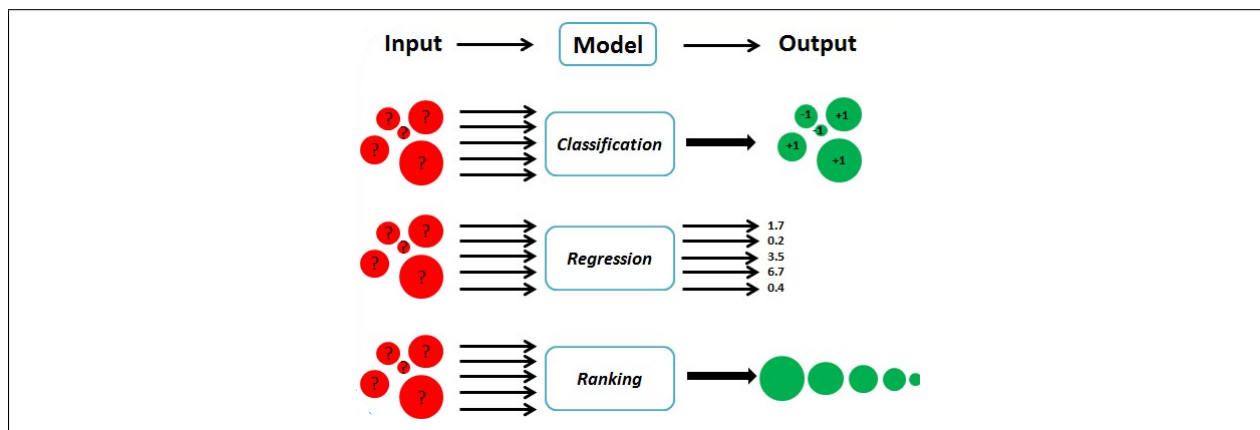 Input Model Output
? ? ? ? ?
Classification
-1 +1 -1 +1 +1
? ? ? ? ?
Regression
1.7
0.2
3.5
6.7
0.4
? ? ? ? ?
Ranking